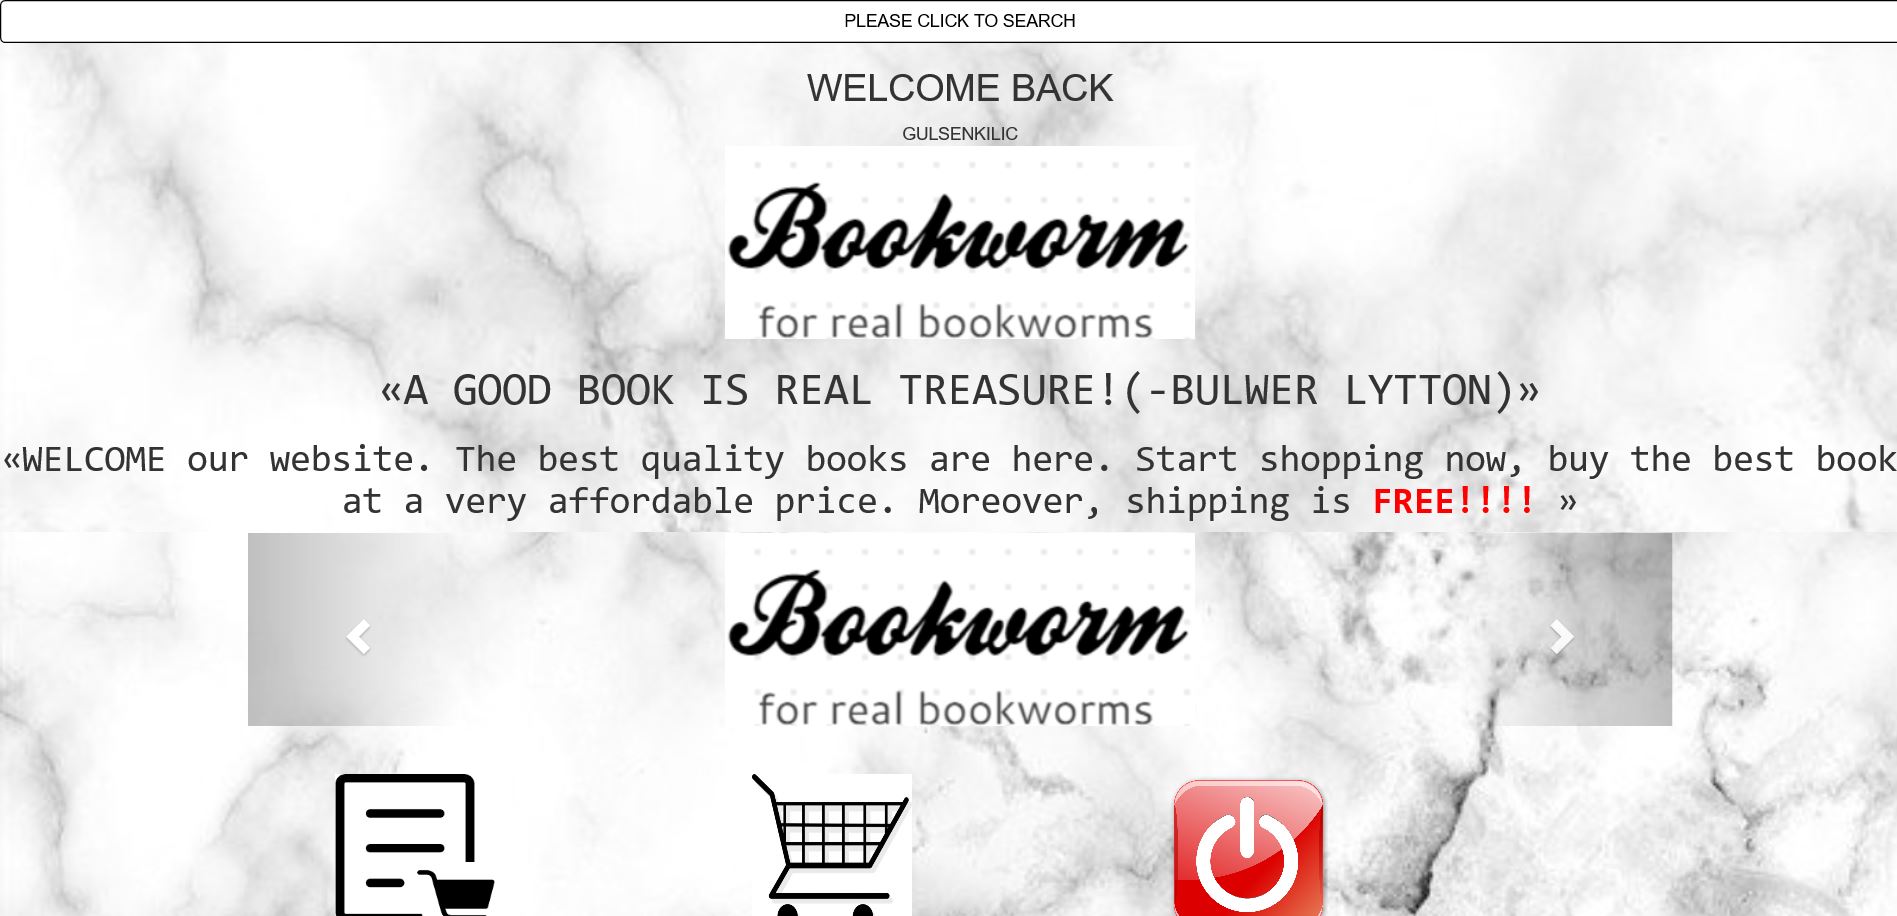 PLEASE CLICK TO SEARCH
WELCOME BACK
GULSENKILIC
Bookworm
for real bookworms
«A GOOD BOOK IS REAL TREASURE!(-BULWER LYTTON)»
«WELCOME our website. The best quality books are here. Start shopping now, buy the best book
at a very affordable price. Moreover, shipping is FREE!!!! »
Bookworm
for real bookworms